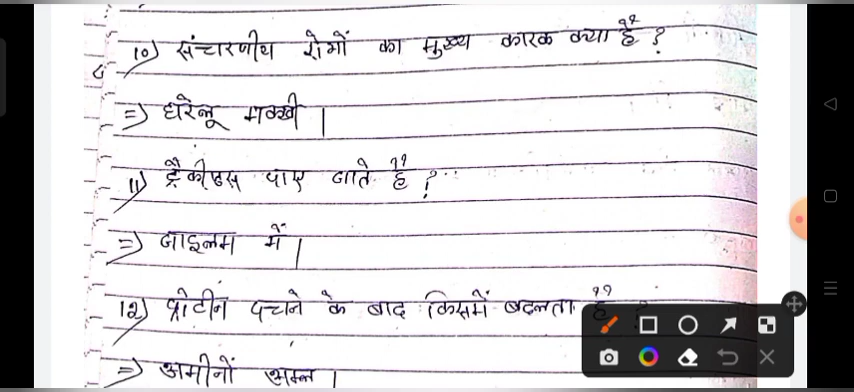 10) संचारणीय रोगों का मुख्य कारक क्या है ?
=> घरेलू मक्खी |
11) ट्रैकीड्स पाए जाते हैं ?
=> जाइलम में |
12) प्रोटीन पचने के बाद किसमें बदलता है ?
=> अमीनों अम्ल |